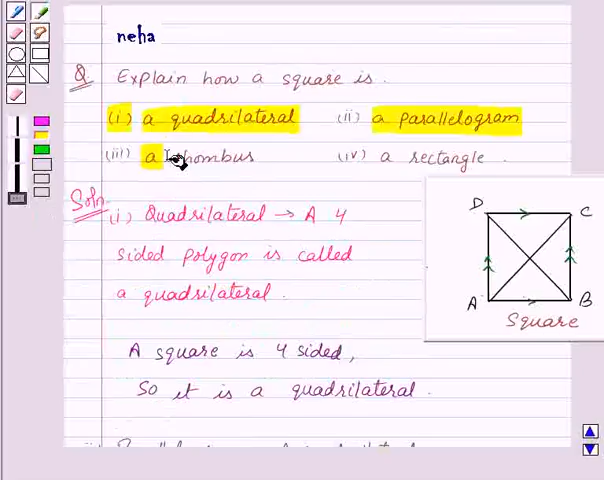 neha
Q Explain how a square is.
(i) a quadrilateral (ii) a parallelogram
(iii) a rhombus (iv) a rectangle.
Soln (i) Quadrilateral → A 4
sided polygon is called
a quadrilateral.
A square is 4 sided,
So it is a quadrilateral.
D C
A B
Square